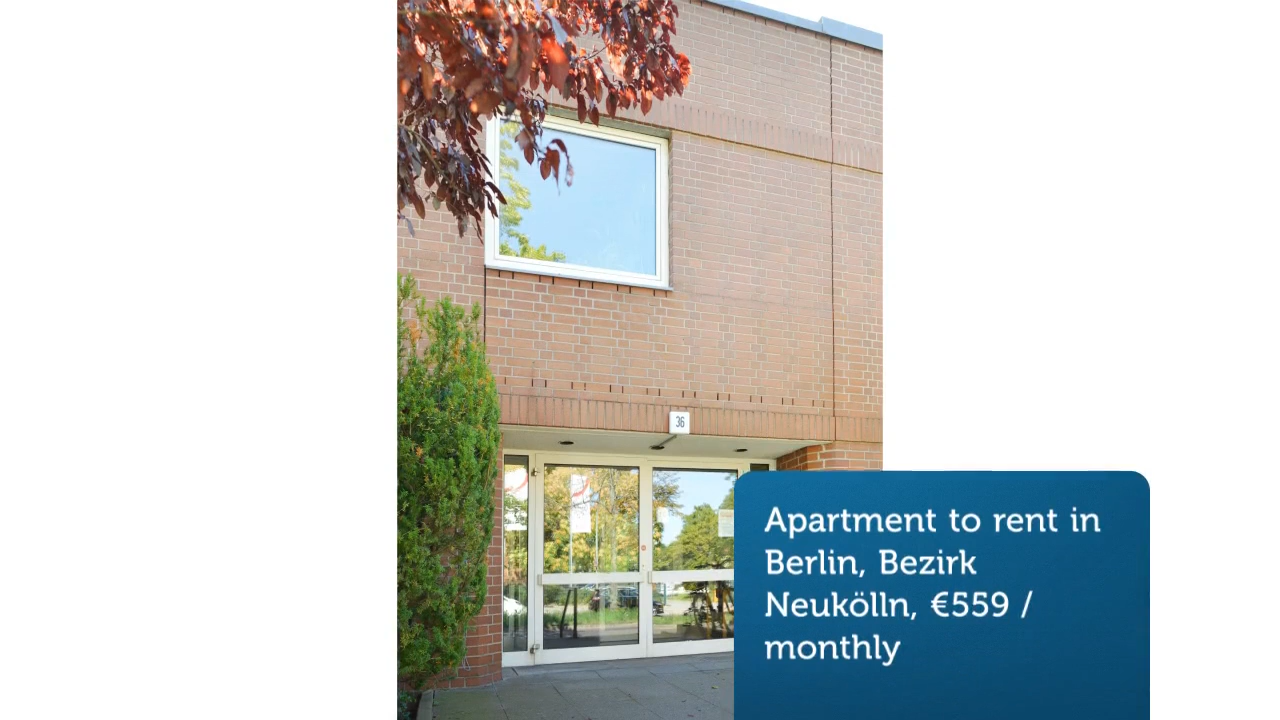 36
Apartment to rent in
Berlin, Bezirk
Neukölln, €559 /
monthly